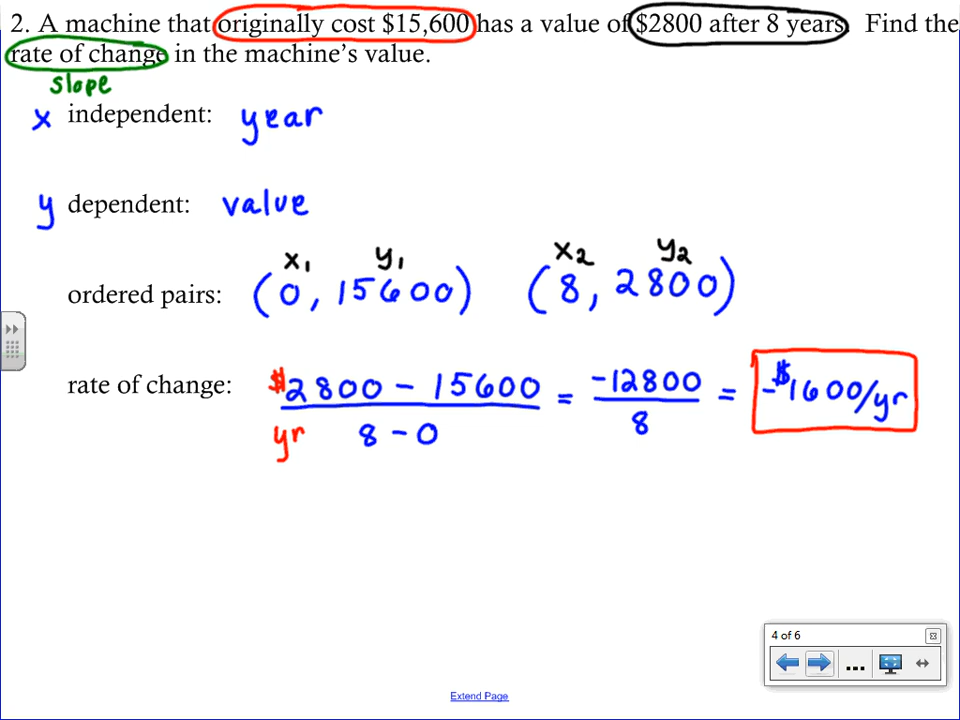 2. A machine that originally cost $15,600 has a value of $2800 after 8 years. Find the
rate of change in the machine's value.
slope
x independent: year
y dependent: value
x1 y1 x2 y2
ordered pairs: (0, 15600) (8, 2800)
rate of change: $2800 - 15600 = -12800 = -$1600/yr
yr 8 - 0 8
4 of 6
...
Extend Page